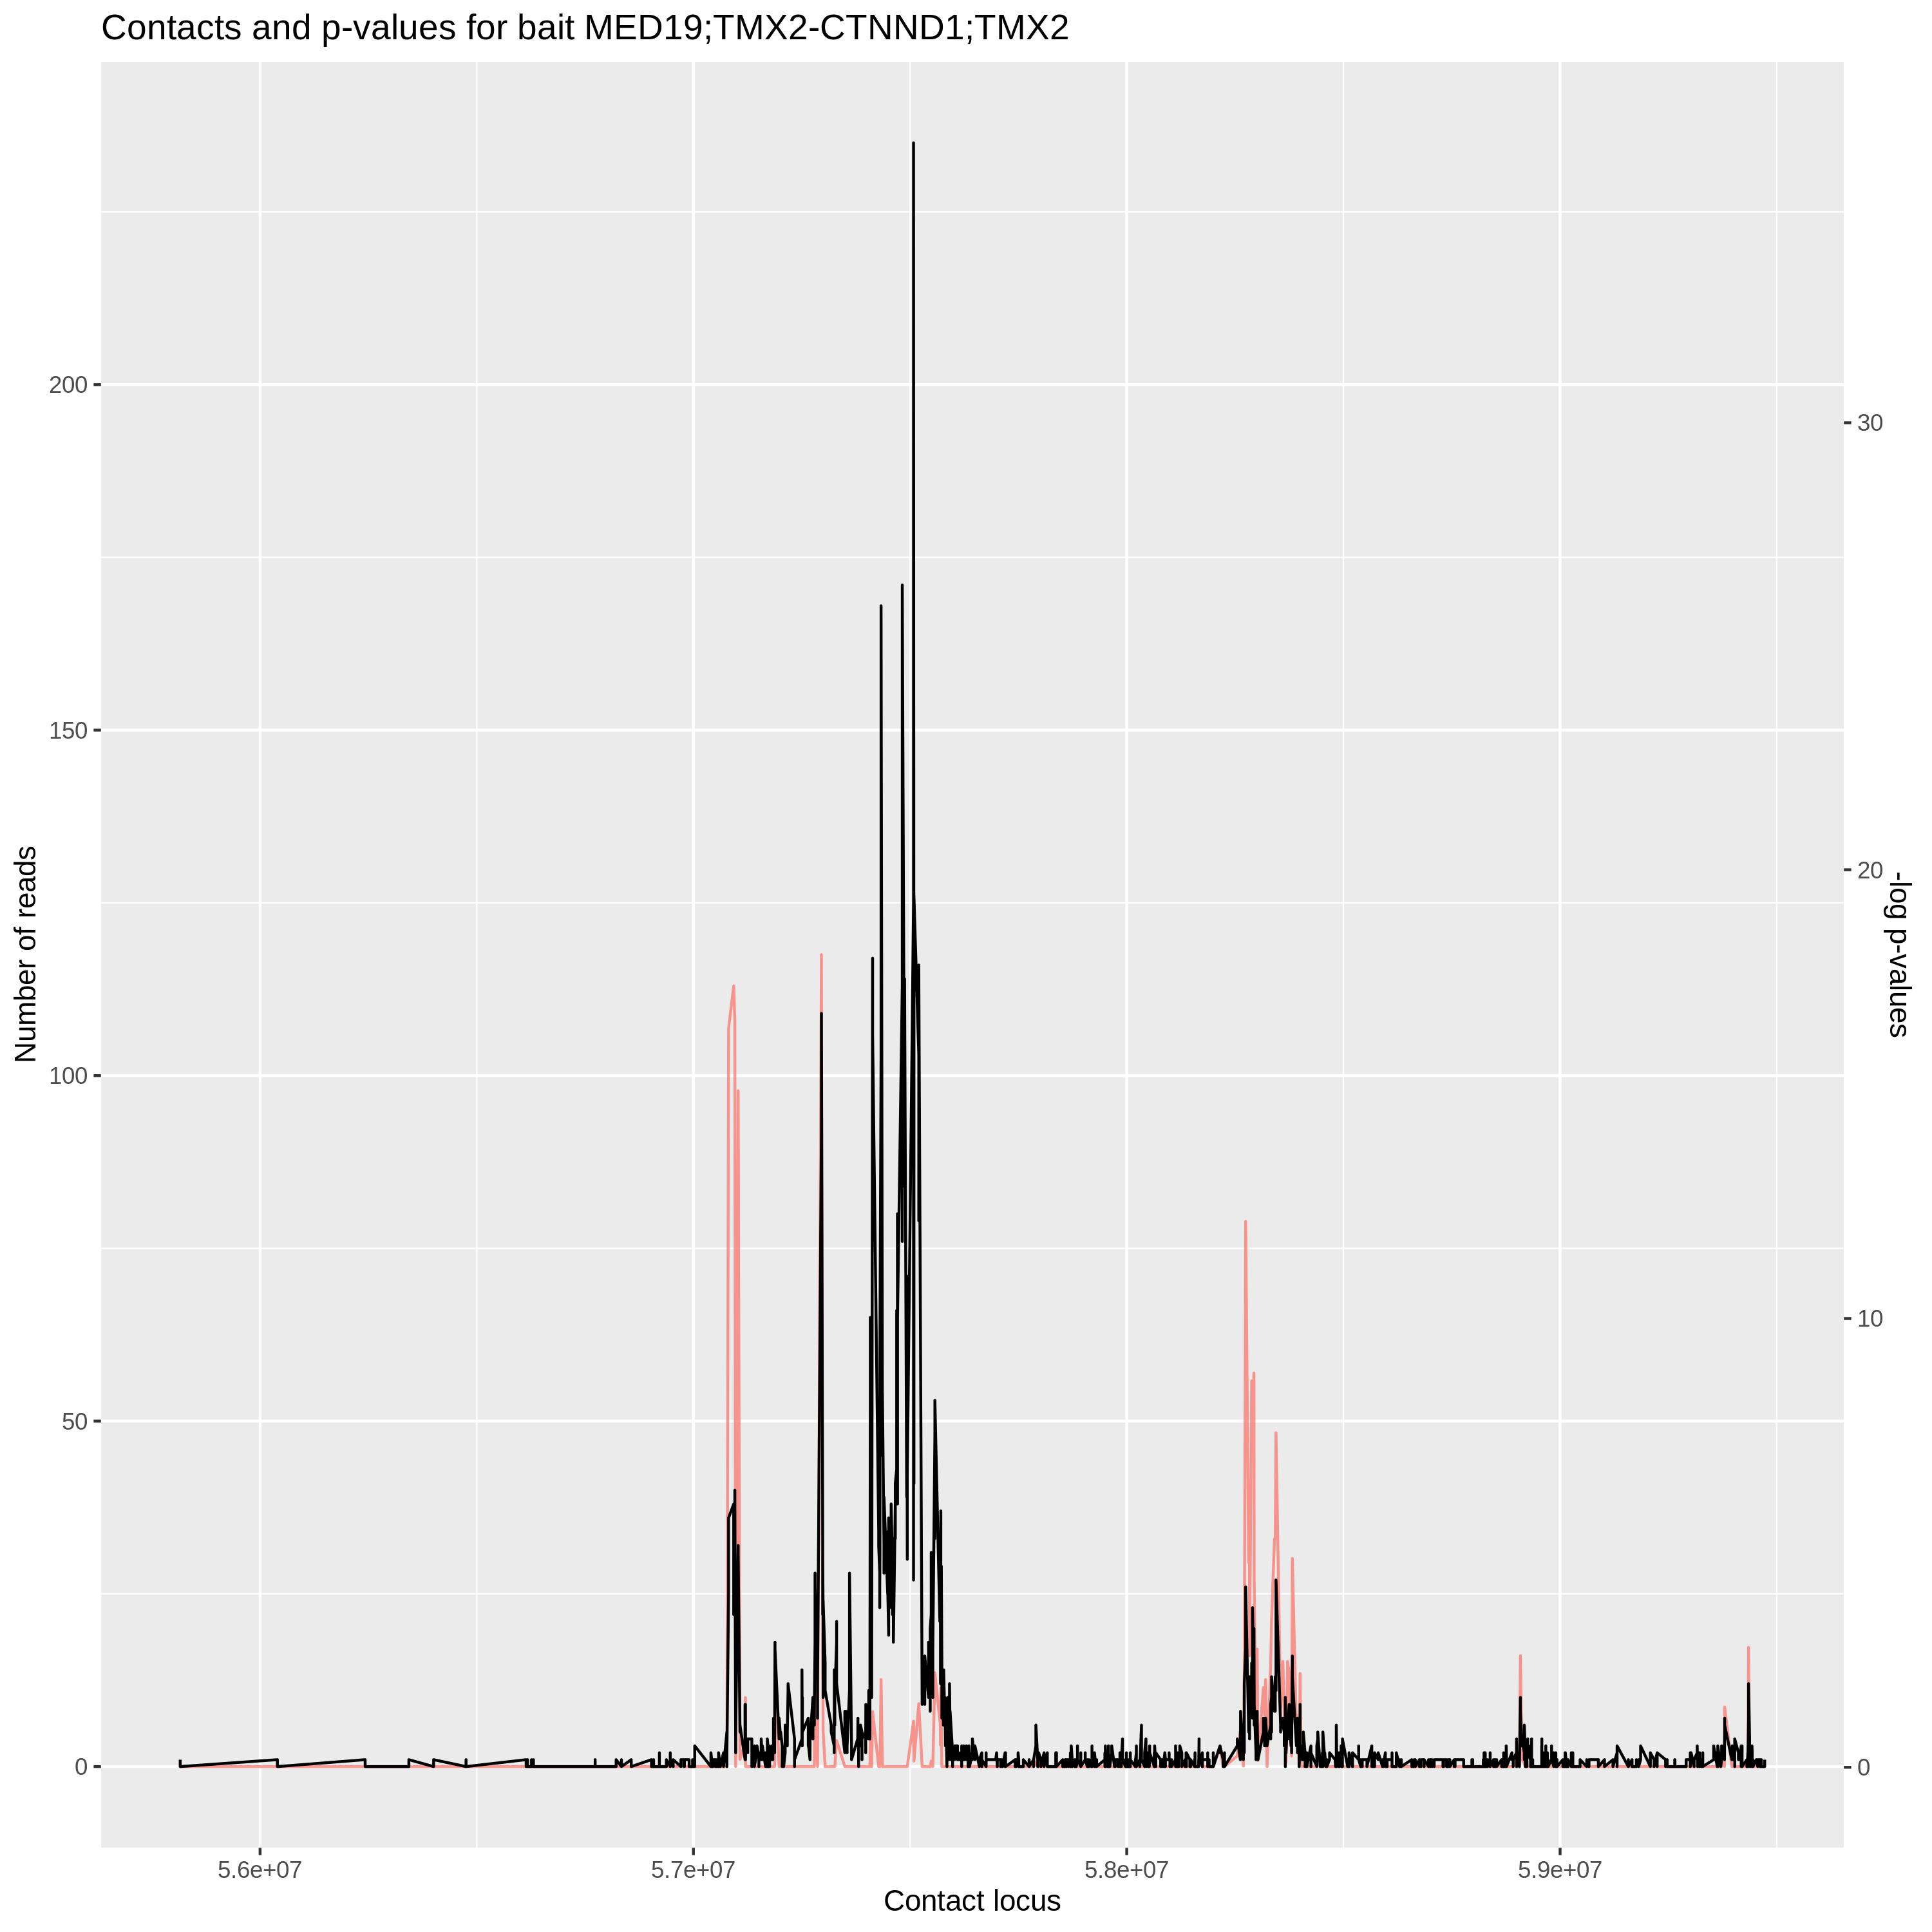 Contacts and p-values for bait MED19;TMX2-CTNND1;TMX2
200
150
100
50
0
Number of reads
30
20
10
0
-log p-values
5.6e+07
5.7e+07
5.8e+07
5.9e+07
Contact locus